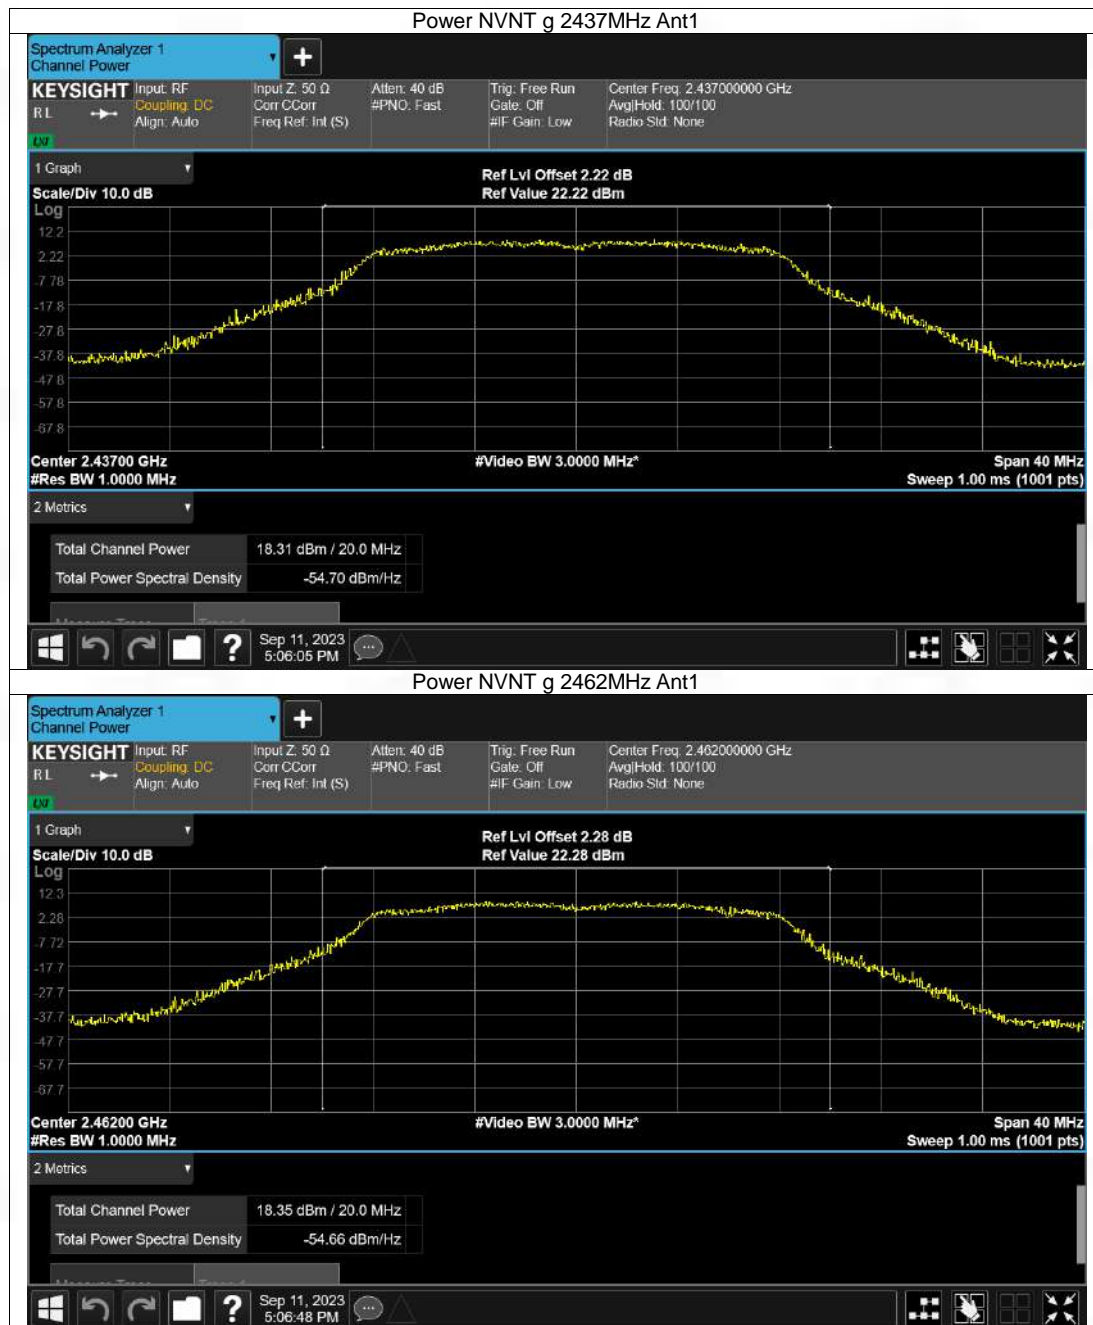 Power NVNT g 2437MHz Ant1
Spectrum Analyzer 1
Channel Power
KEYSIGHT
R L
LXI
Input: RF
Coupling: DC
Align: Auto
Input Z: 50 Ω
Corr CCorr
Freq Ref: Int (S)
Atten: 40 dB
#PNO: Fast
Trig: Free Run
Gate: Off
#IF Gain: Low
Center Freq: 2.437000000 GHz
Avg|Hold: 100/100
Radio Std: None
1 Graph
Scale/Div 10.0 dB
Ref Lvl Offset 2.22 dB
Ref Value 22.22 dBm
Log
12.2
2.22
-7.78
-17.8
-27.8
-37.8
-47.8
-57.8
-67.8
Center 2.43700 GHz
#Video BW 3.0000 MHz*
Span 40 MHz
#Res BW 1.0000 MHz
Sweep 1.00 ms (1001 pts)
2 Metrics
Total Channel Power 18.31 dBm / 20.0 MHz
Total Power Spectral Density -54.70 dBm/Hz
Sep 11, 2023
5:06:05 PM
Power NVNT g 2462MHz Ant1
Spectrum Analyzer 1
Channel Power
KEYSIGHT
R L
LXI
Input: RF
Coupling: DC
Align: Auto
Input Z: 50 Ω
Corr CCorr
Freq Ref: Int (S)
Atten: 40 dB
#PNO: Fast
Trig: Free Run
Gate: Off
#IF Gain: Low
Center Freq: 2.462000000 GHz
Avg|Hold: 100/100
Radio Std: None
1 Graph
Scale/Div 10.0 dB
Ref Lvl Offset 2.28 dB
Ref Value 22.28 dBm
Log
12.3
2.28
-7.72
-17.7
-27.7
-37.7
-47.7
-57.7
-67.7
Center 2.46200 GHz
#Video BW 3.0000 MHz*
Span 40 MHz
#Res BW 1.0000 MHz
Sweep 1.00 ms (1001 pts)
2 Metrics
Total Channel Power 18.35 dBm / 20.0 MHz
Total Power Spectral Density -54.66 dBm/Hz
Sep 11, 2023
5:06:48 PM